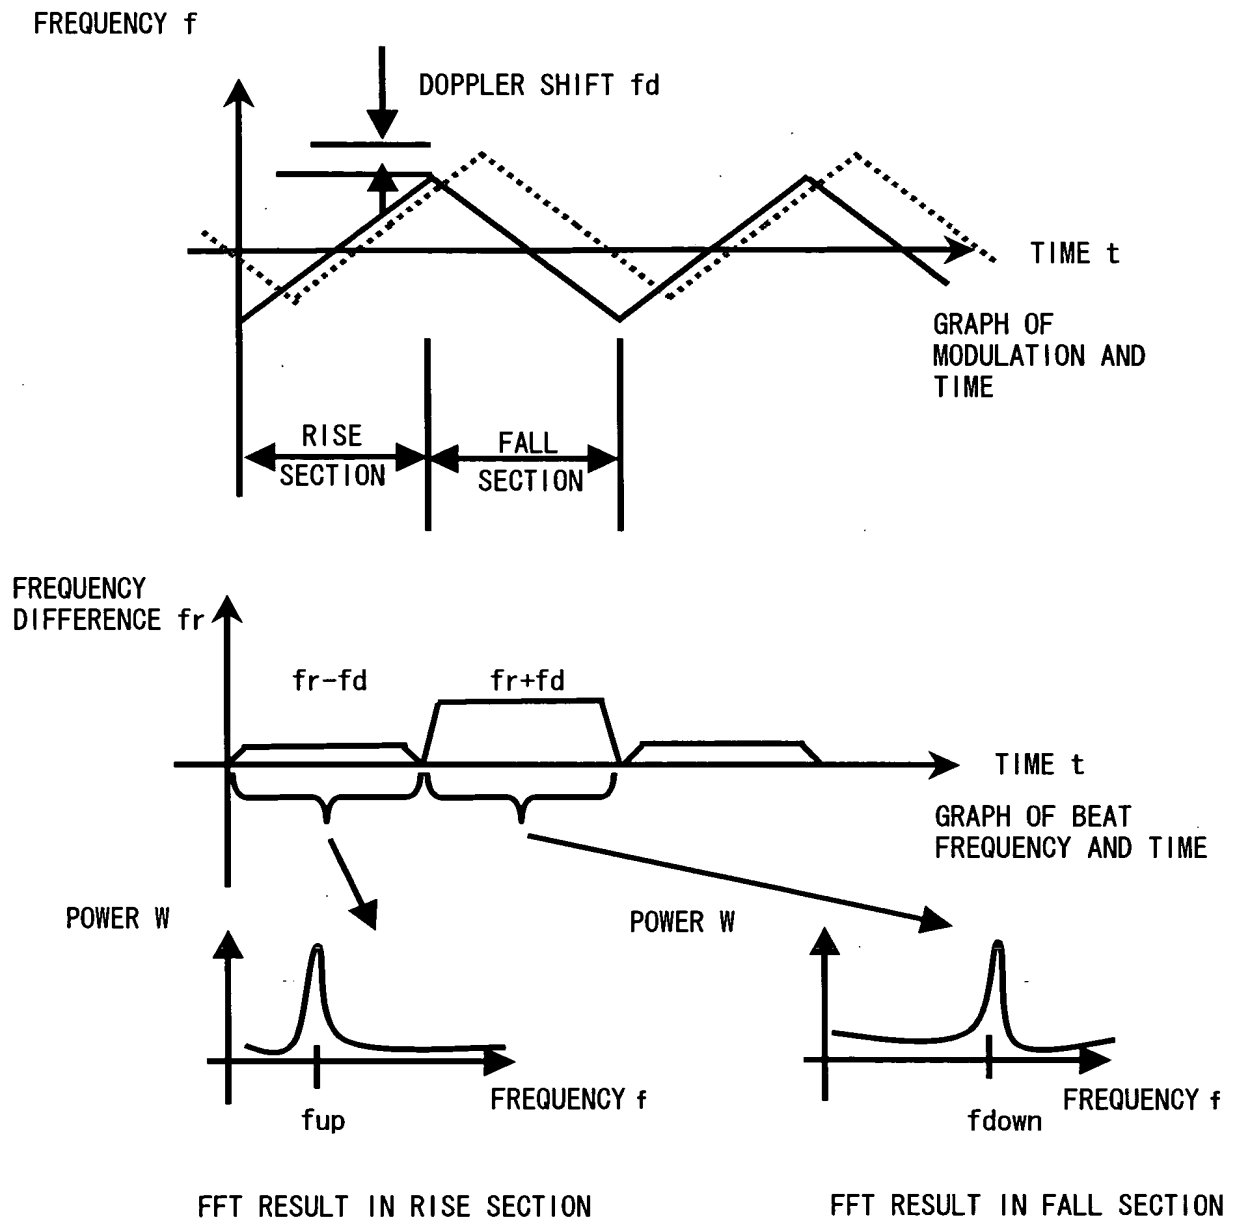 FREQUENCY f
DOPPLER SHIFT fd
TIME t
GRAPH OF
MODULATION AND
TIME
RISE
SECTION
FALL
SECTION
FREQUENCY
DIFFERENCE fr
fr-fd
fr+fd
TIME t
GRAPH OF BEAT
FREQUENCY AND TIME
POWER W
FREQUENCY f
fup
POWER W
FREQUENCY f
fdown
FFT RESULT IN RISE SECTION
FFT RESULT IN FALL SECTION